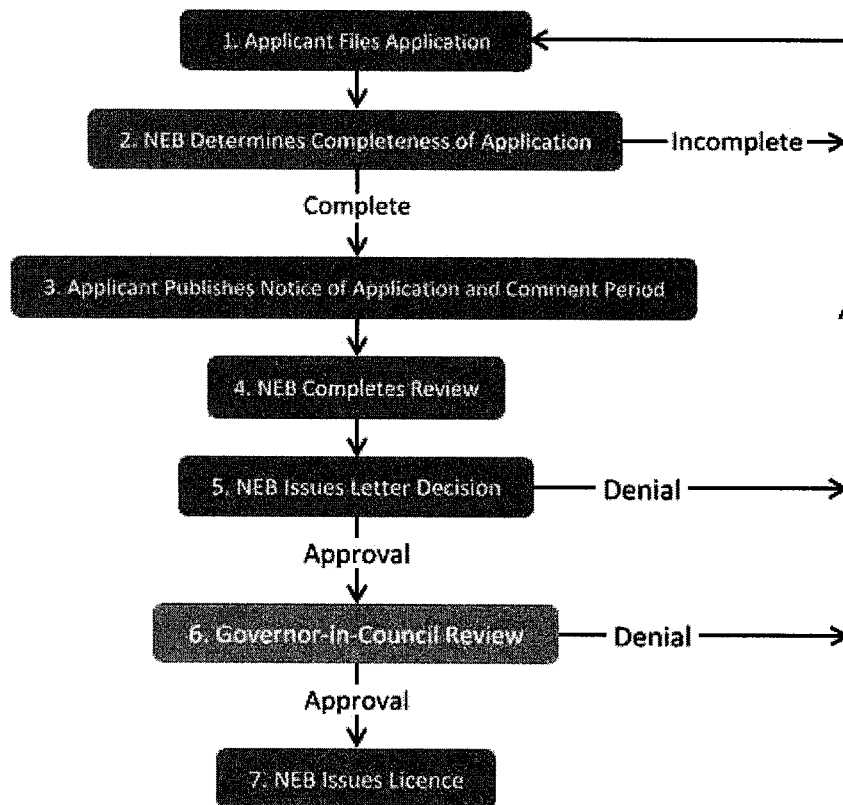 1. Applicant Files Application
2. NEB Determines Completeness of Application
Incomplete
Complete
3. Applicant Publishes Notice of Application and Comment Period
4. NEB Completes Review
5. NEB Issues Letter Decision
Denial
Approval
6. Governor-in-Council Review
Denial
Approval
7. NEB Issues Licence